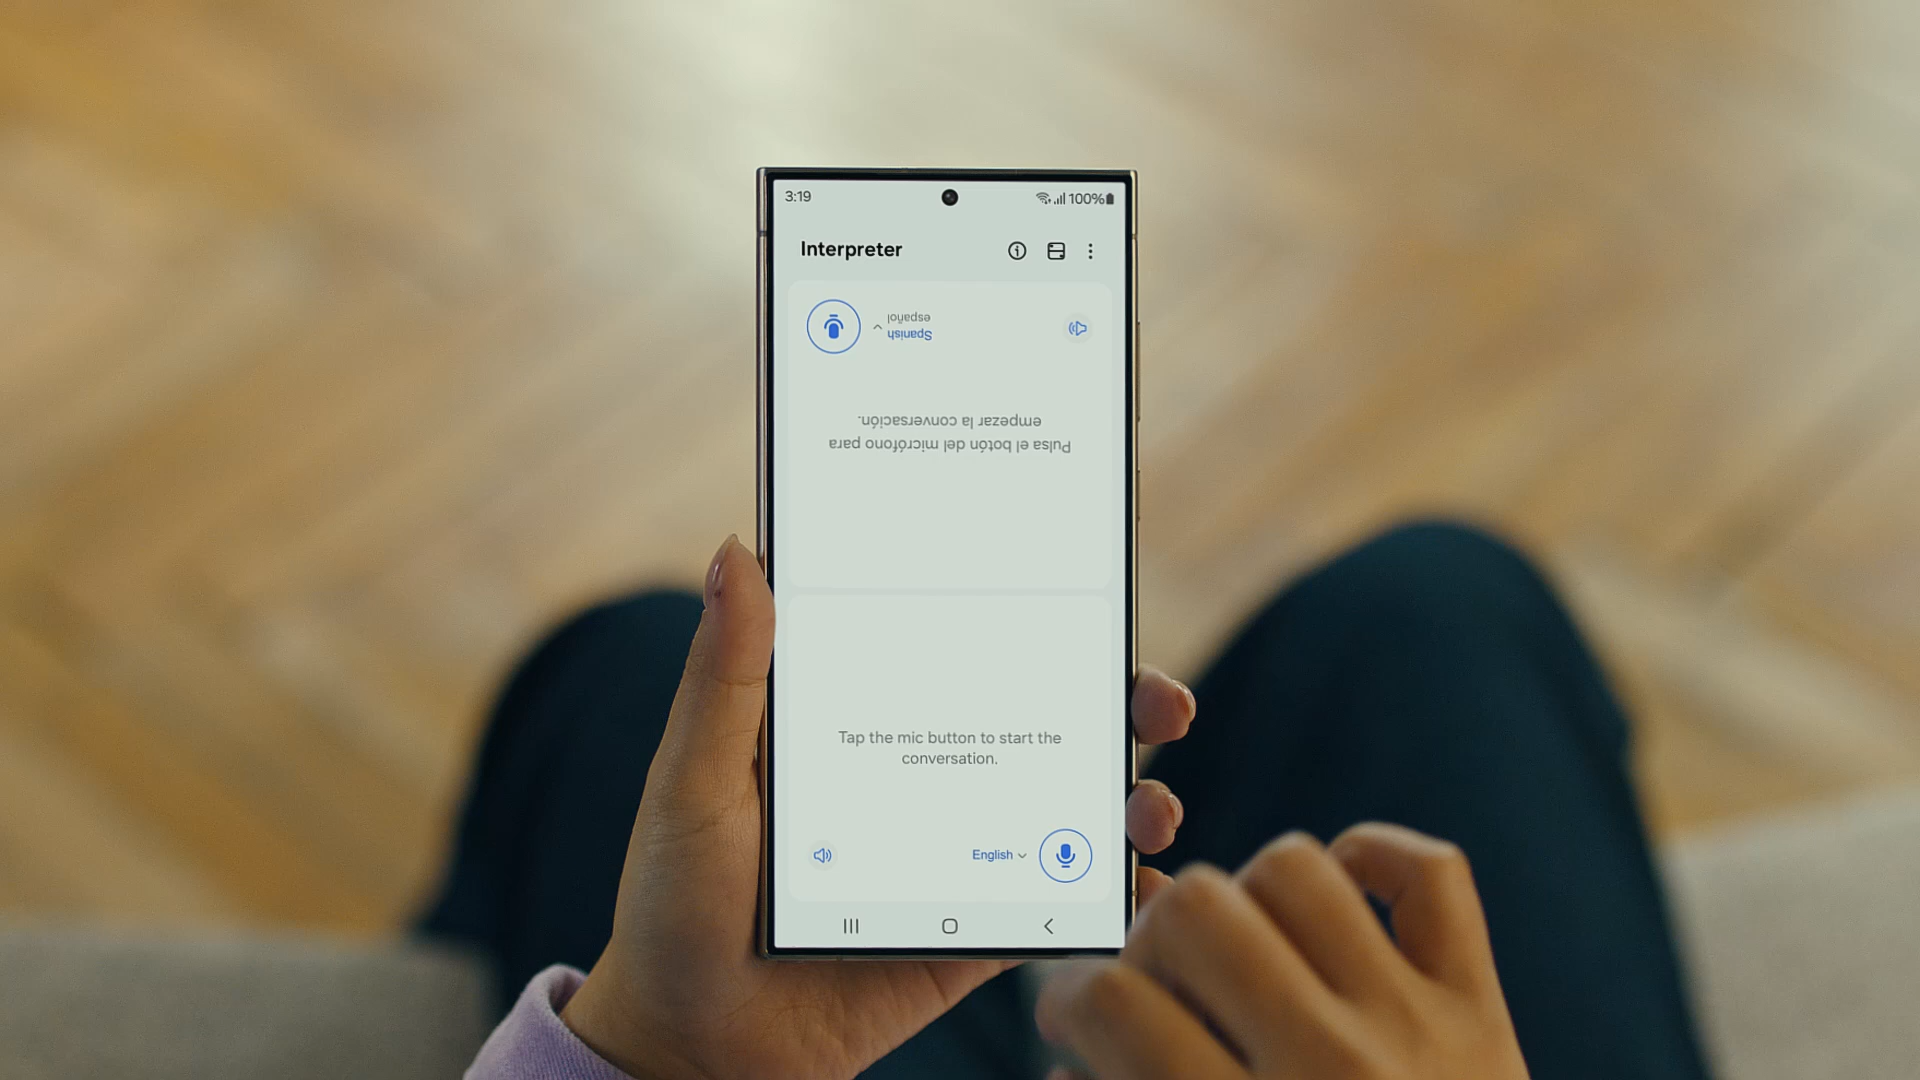 3:19
100%
Interpreter
español
Spanish
Pulsa el botón del micrófono para
empezar la conversación.
Tap the mic button to start the
conversation.
English